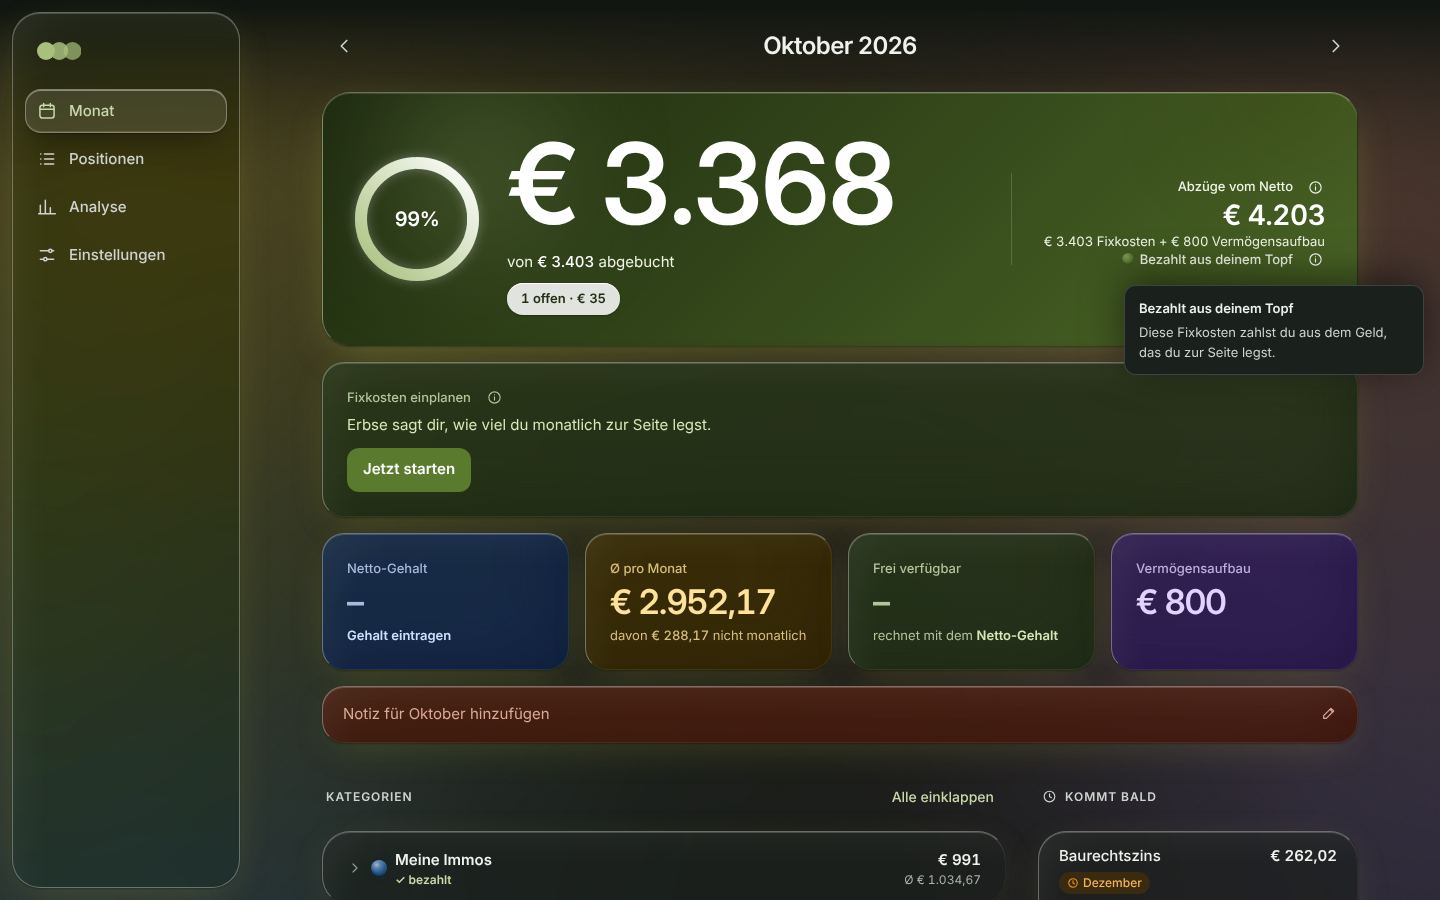 Oktober 2026
Monat
Positionen
Analyse
Einstellungen
99%
€ 3.368
von € 3.403 abgebucht
1 offen · € 35
Abzüge vom Netto
€ 4.203
€ 3.403 Fixkosten + € 800 Vermögensaufbau
Bezahlt aus deinem Topf
Bezahlt aus deinem Topf
Diese Fixkosten zahlst du aus dem Geld,
das du zur Seite legst.
Fixkosten einplanen
Erbse sagt dir, wie viel du monatlich zur Seite legst.
Jetzt starten
Netto-Gehalt
–
Gehalt eintragen
Ø pro Monat
€ 2.952,17
davon € 288,17 nicht monatlich
Frei verfügbar
–
rechnet mit dem Netto-Gehalt
Vermögensaufbau
€ 800
Notiz für Oktober hinzufügen
KATEGORIEN
Alle einklappen
KOMMT BALD
Meine Immos
€ 991
✓ bezahlt
Ø € 1.034,67
Baurechtszins
€ 262,02
Dezember